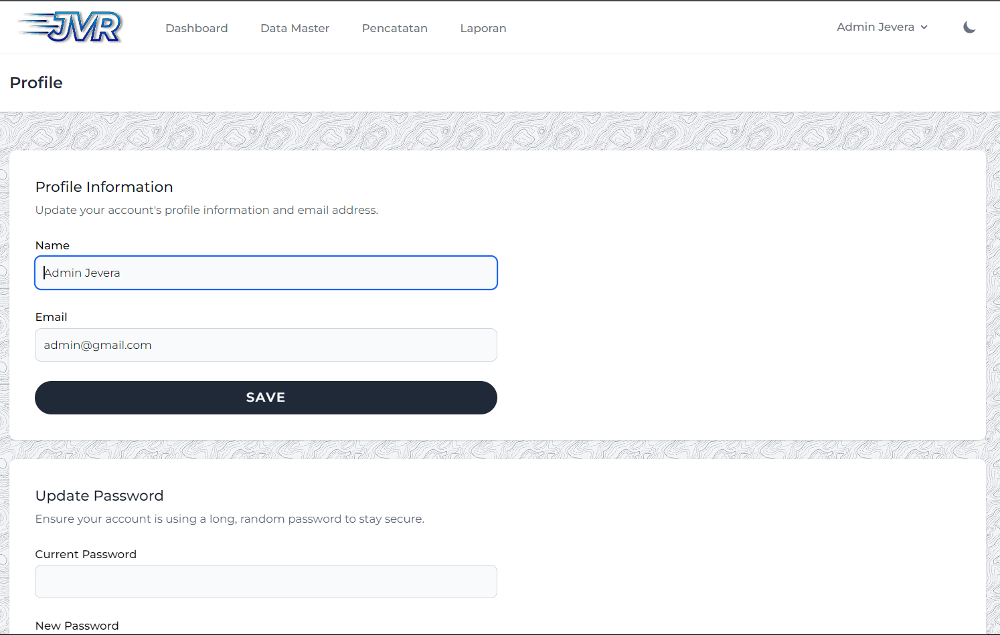 JVR
Dashboard Data Master Pencatatan Laporan Admin Jevera
Profile
Profile Information
Update your account's profile information and email address.
Name
Admin Jevera
Email
admin@gmail.com
SAVE
Update Password
Ensure your account is using a long, random password to stay secure.
Current Password
New Password